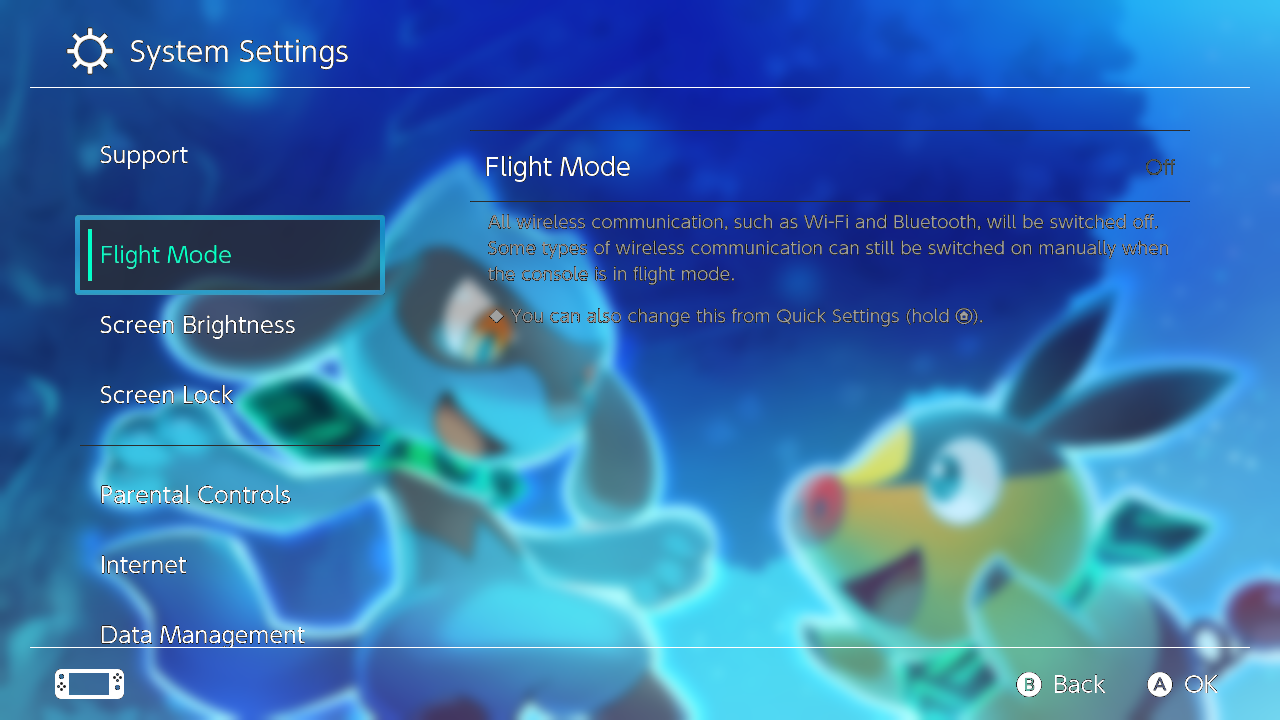 System Settings
Support
Flight Mode
Screen Brightness
Screen Lock
Parental Controls
Internet
Data Management
Flight Mode
Off
All wireless communication, such as Wi-Fi and Bluetooth, will be switched off.
Some types of wireless communication can still be switched on manually when
the console is in flight mode.
◆ You can also change this from Quick Settings (hold ).
B Back
A OK